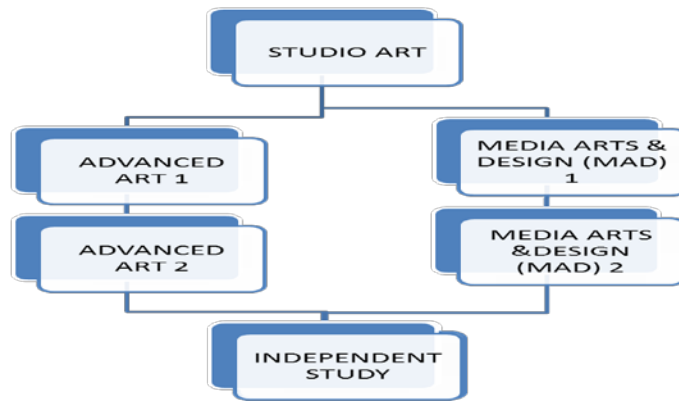 STUDIO ART
ADVANCED
ART 1
MEDIA ARTS &
DESIGN (MAD)
1
ADVANCED
ART 2
MEDIA ARTS
&DESIGN
(MAD) 2
INDEPENDENT
STUDY